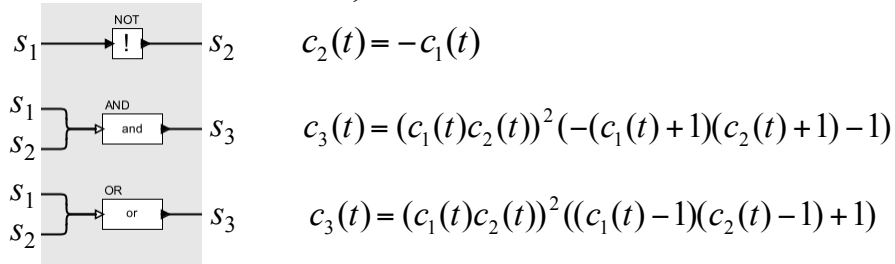 NOT
s₁ ! s₂ c₂(t) = −c₁(t)
s₁ AND
and s₃ c₃(t) = (c₁(t)c₂(t))²(−(c₁(t)+1)(c₂(t)+1)−1)
s₂
s₁ OR
or s₃ c₃(t) = (c₁(t)c₂(t))²((c₁(t)−1)(c₂(t)−1)+1)
s₂